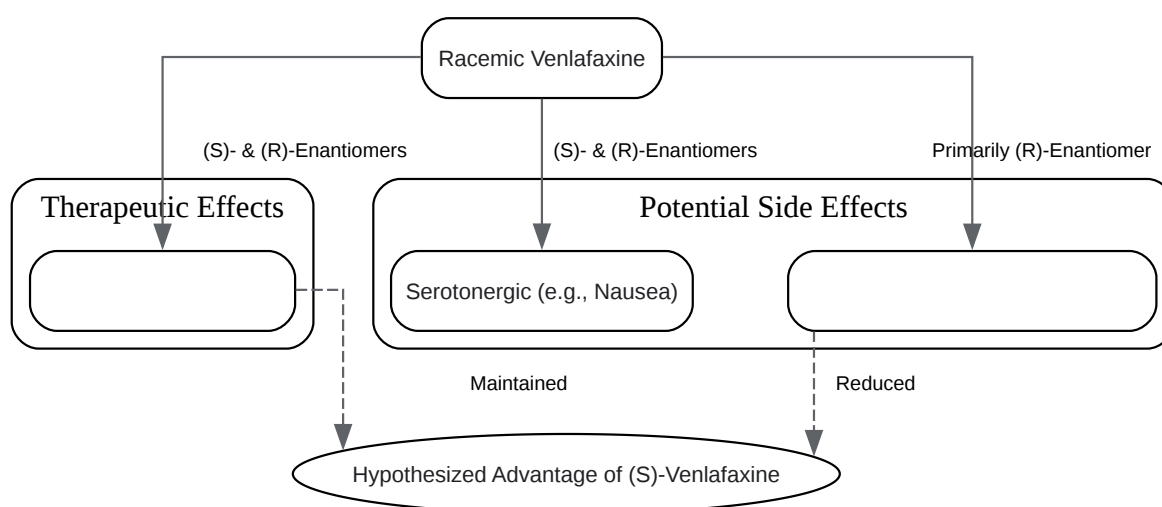 Racemic Venlafaxine
(S)- & (R)-Enantiomers
(S)- & (R)-Enantiomers
Primarily (R)-Enantiomer
Therapeutic Effects
Potential Side Effects
Serotonergic (e.g., Nausea)
Maintained
Reduced
Hypothesized Advantage of (S)-Venlafaxine